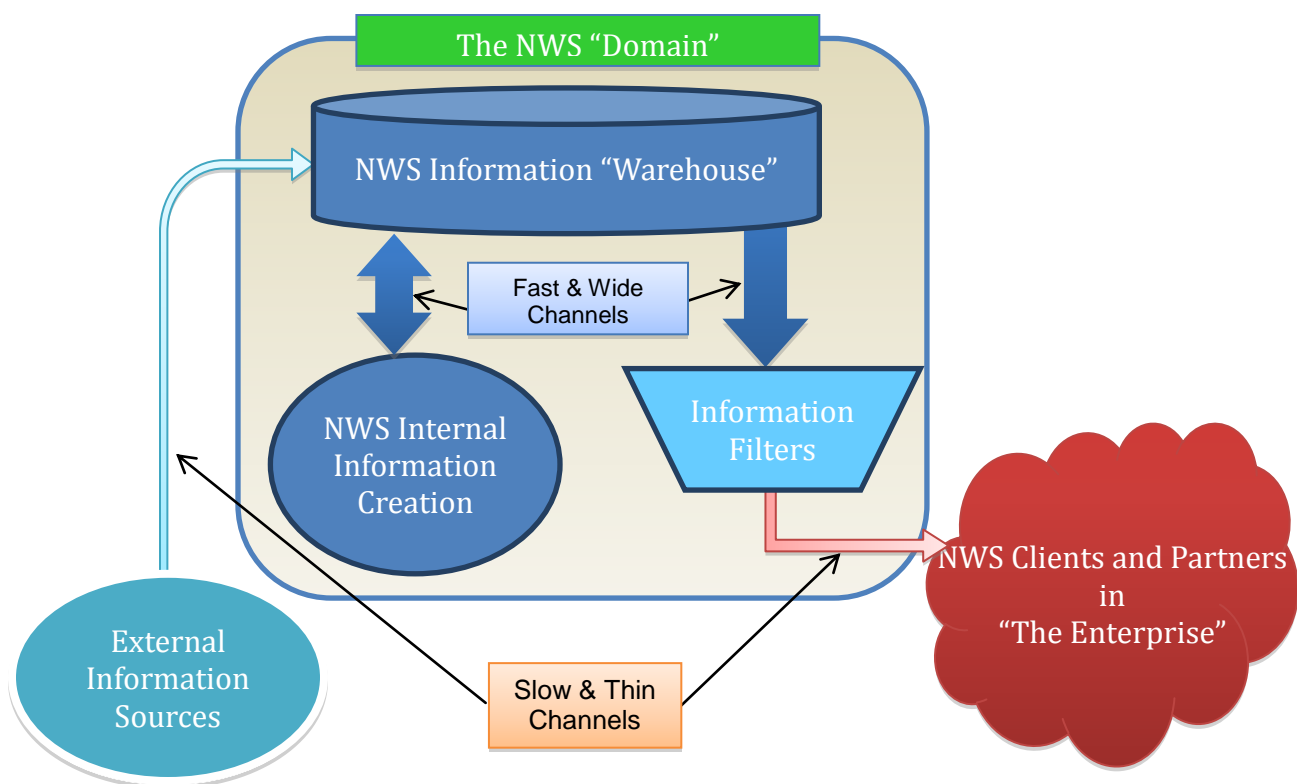 The NWS “Domain”
NWS Information “Warehouse”
Fast & Wide
Channels
NWS Internal
Information
Creation
Information
Filters
NWS Clients and Partners
in
“The Enterprise”
External
Information
Sources
Slow & Thin
Channels